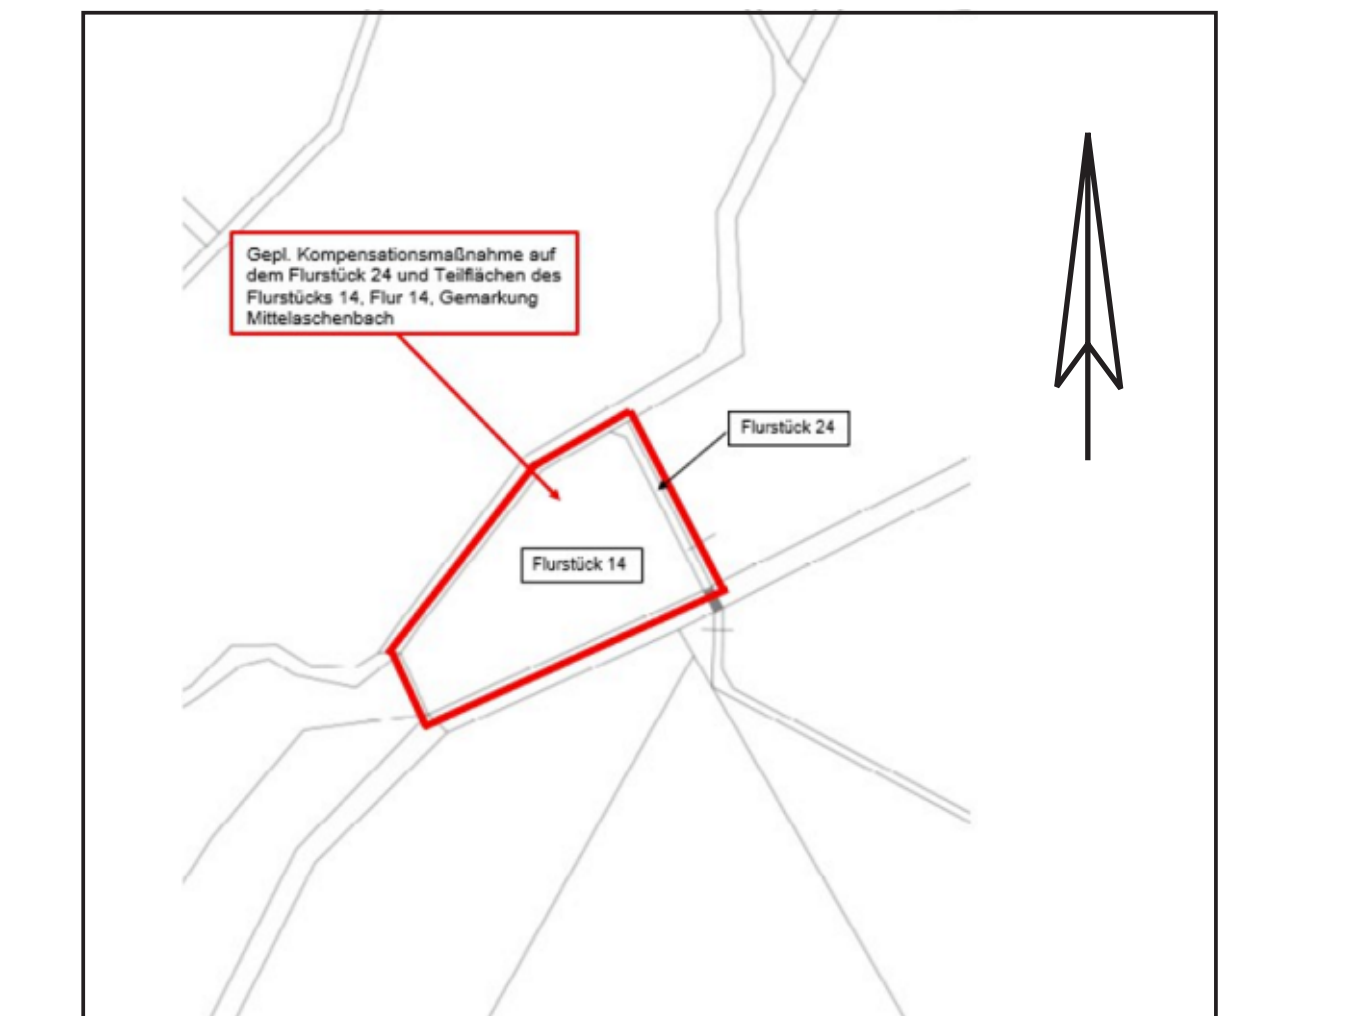 Gepl. Kompensationsmaßnahme auf
dem Flurstück 24 und Teilflächen des
Flurstücks 14, Flur 14, Gemarkung
Mittelaschenbach
Flurstück 24
Flurstück 14